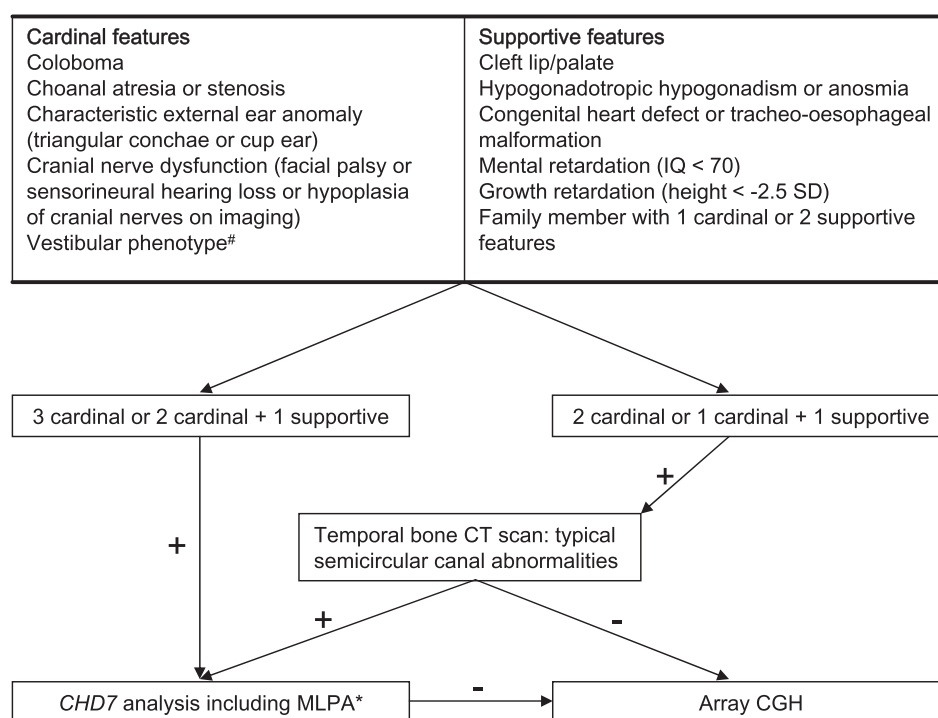 Cardinal features
Coloboma
Choanal atresia or stenosis
Characteristic external ear anomaly
(triangular conchae or cup ear)
Cranial nerve dysfunction (facial palsy or
sensorineural hearing loss or hypoplasia
of cranial nerves on imaging)
Vestibular phenotype#
Supportive features
Cleft lip/palate
Hypogonadotropic hypogonadism or anosmia
Congenital heart defect or tracheo-oesophageal
malformation
Mental retardation (IQ < 70)
Growth retardation (height < -2.5 SD)
Family member with 1 cardinal or 2 supportive
features
3 cardinal or 2 cardinal + 1 supportive
2 cardinal or 1 cardinal + 1 supportive
+
Temporal bone CT scan: typical
semicircular canal abnormalities
+
+
-
CHD7 analysis including MLPA*
-
Array CGH